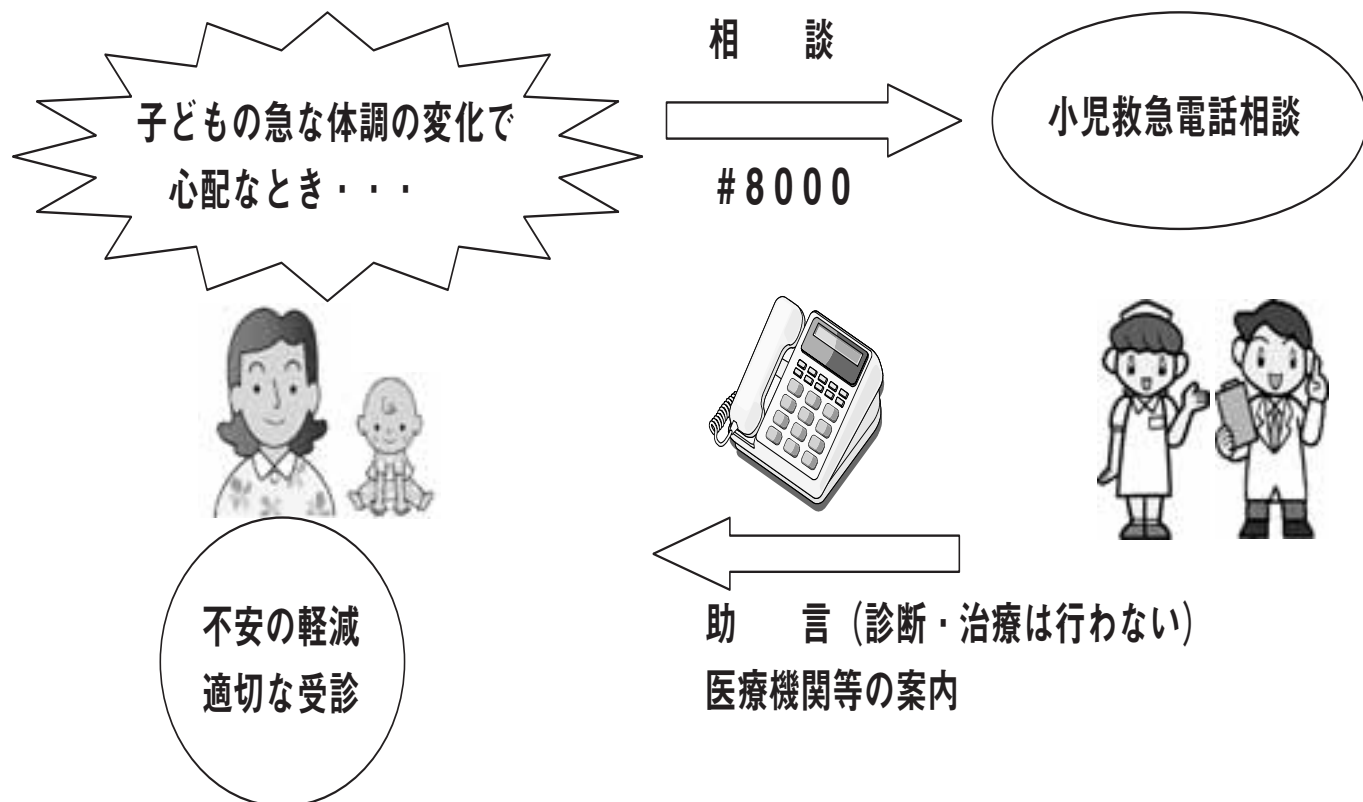 子どもの急な体調の変化で
心配なとき・・・
相　　談
#8000
小児救急電話相談
不安の軽減
適切な受診
助　　言（診断・治療は行わない）
医療機関等の案内